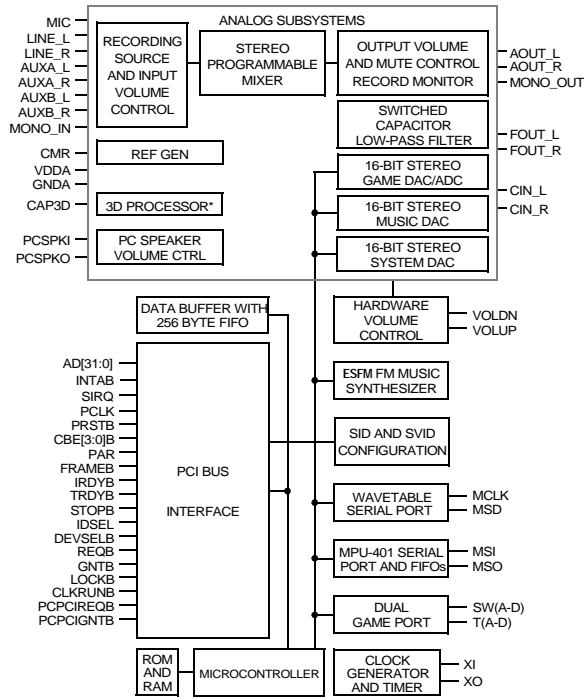 ANALOG SUBSYSTEMS
MIC
LINE_L
LINE_R
AUXA_L
AUXA_R
AUXB_L
AUXB_R
MONO_IN
CMR
VDDA
GNDA
CAP3D
PCSPKI
PCSPKO
RECORDING
SOURCE
AND INPUT
VOLUME
CONTROL
STEREO
PROGRAMMABLE
MIXER
OUTPUT VOLUME
AND MUTE CONTROL
RECORD MONITOR
AOUT_L
AOUT_R
MONO_OUT
SWITCHED
CAPACITOR
LOW-PASS FILTER
FOUT_L
FOUT_R
REF GEN
3D PROCESSOR*
PC SPEAKER
VOLUME CTRL
16-BIT STEREO
GAME DAC/ADC
16-BIT STEREO
MUSIC DAC
16-BIT STEREO
SYSTEM DAC
CIN_L
CIN_R
DATA BUFFER WITH
256 BYTE FIFO
HARDWARE
VOLUME
CONTROL
VOLDN
VOLUP
AD[31:0]
INTAB
SIRQ
PCLK
PRSTB
CBE[3:0]B
PAR
FRAMEB
IRDYB
TRDYB
STOPB
IDSEL
DEVSELB
REQB
GNTB
LOCKB
CLKRUNB
PCPCIREQB
PCPCIGNTB
PCI BUS
INTERFACE
ESFM FM MUSIC
SYNTHESIZER
SID AND SVID
CONFIGURATION
WAVETABLE
SERIAL PORT
MCLK
MSD
MPU-401 SERIAL
PORT AND FIFOs
MSI
MSO
DUAL
GAME PORT
SW(A-D)
T(A-D)
ROM
AND
RAM
MICROCONTROLLER
CLOCK
GENERATOR
AND TIMER
XI
XO